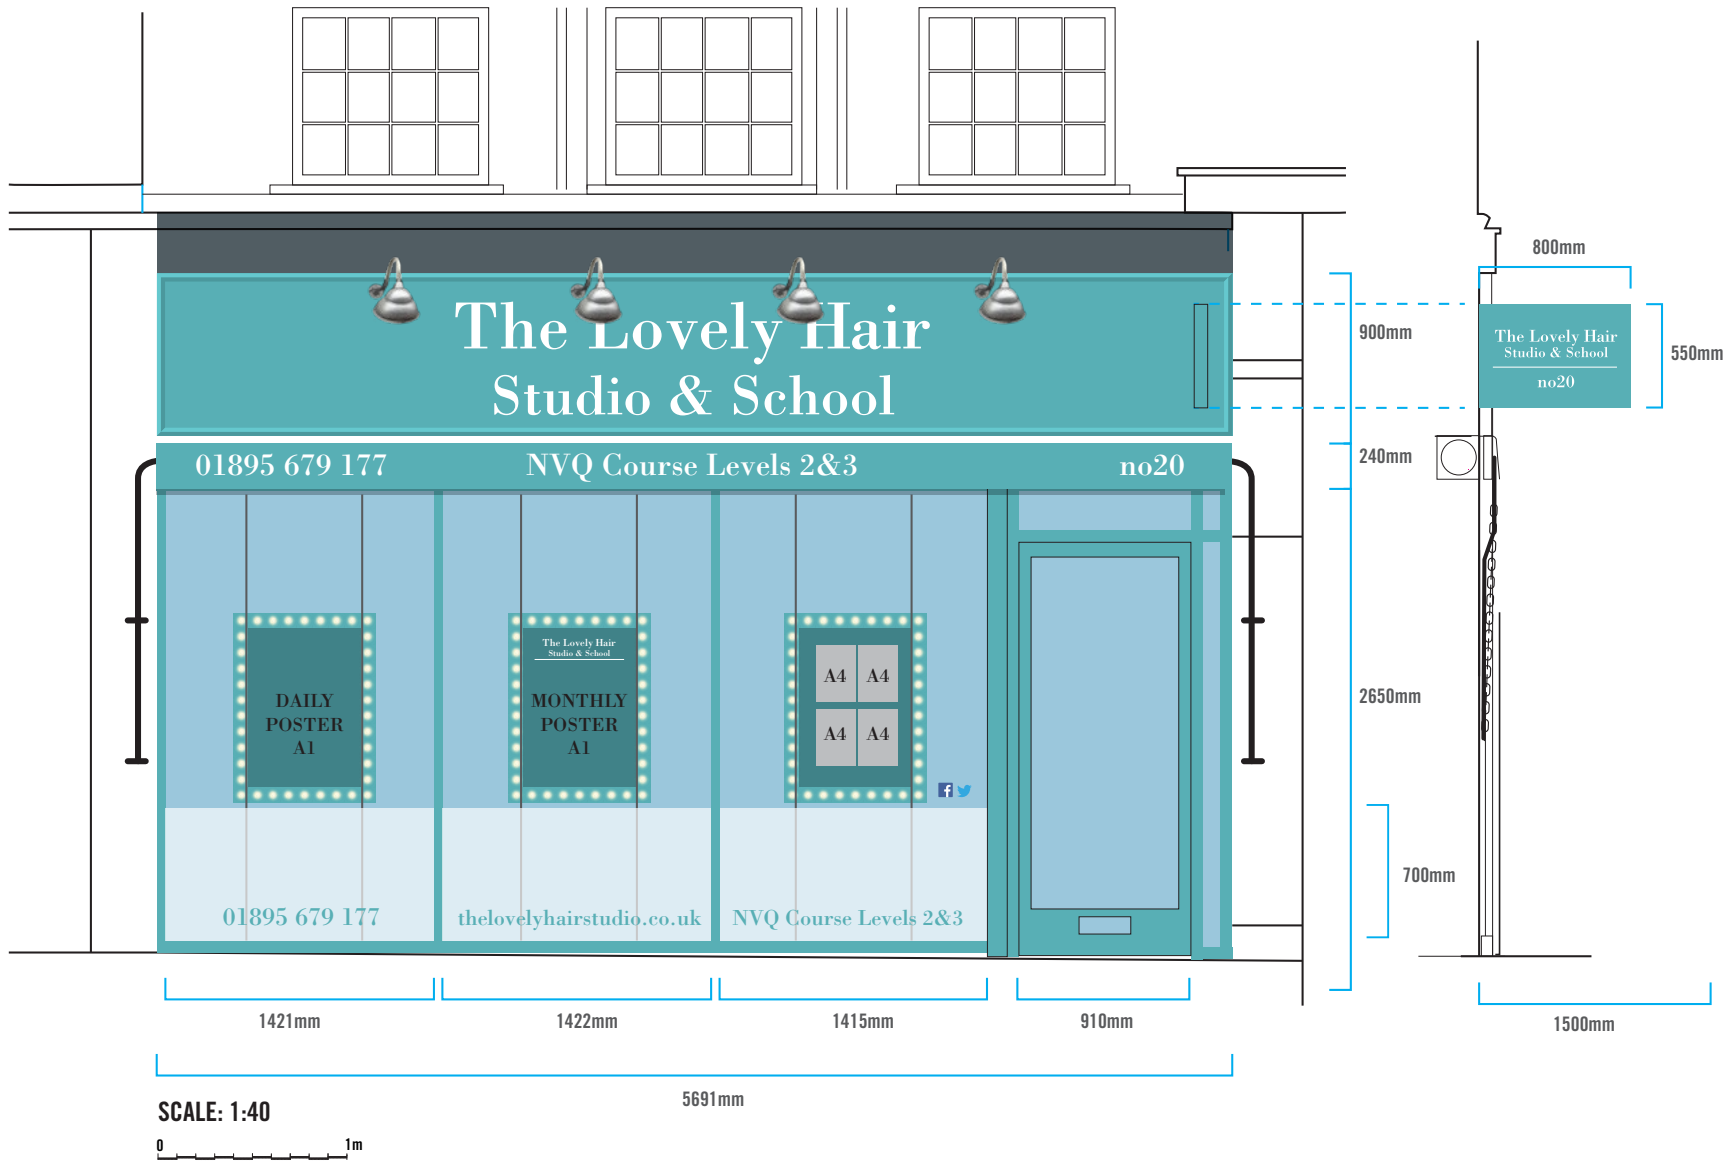 The Lovely Hair
Studio & School
01895 679 177
NVQ Course Levels 2&3
no20
DAILY
POSTER
A1
The Lovely Hair
Studio & School
MONTHLY
POSTER
A1
A4 A4
A4 A4
01895 679 177
thelovelyhairstudio.co.uk
NVQ Course Levels 2&3
800mm
900mm
The Lovely Hair
Studio & School
no20
550mm
240mm
2650mm
700mm
1421mm
1422mm
1415mm
910mm
1500mm
5691mm
SCALE: 1:40
0 1m